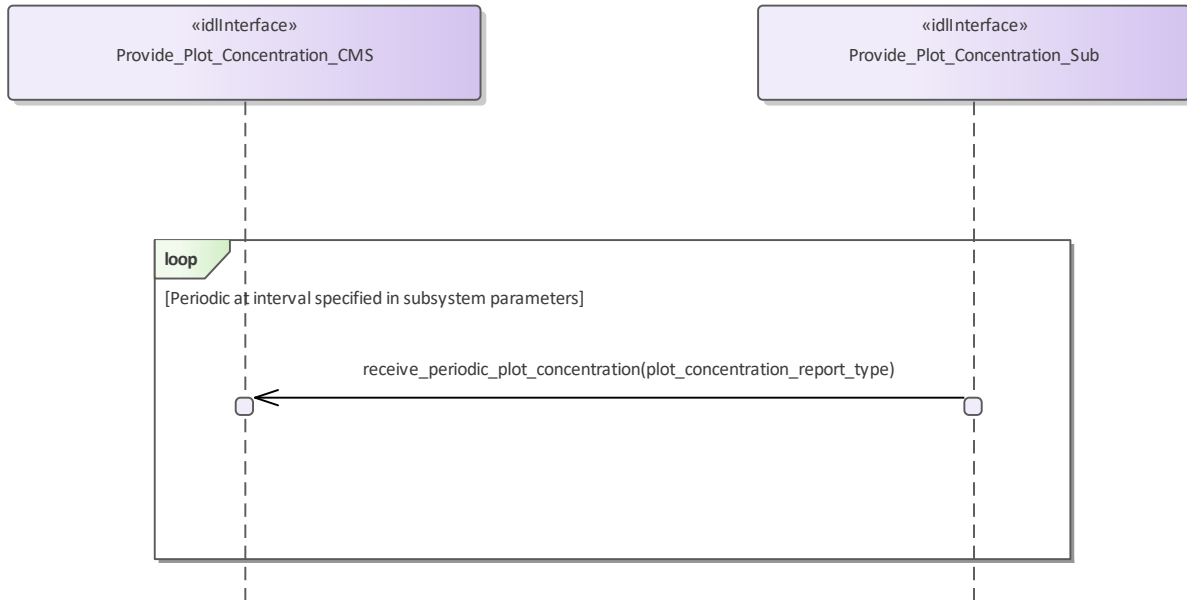 «idlInterface»
Provide_Plot_Concentration_CMS
«idlInterface»
Provide_Plot_Concentration_Sub
loop
[Periodic at interval specified in subsystem parameters]
receive_periodic_plot_concentration(plot_concentration_report_type)